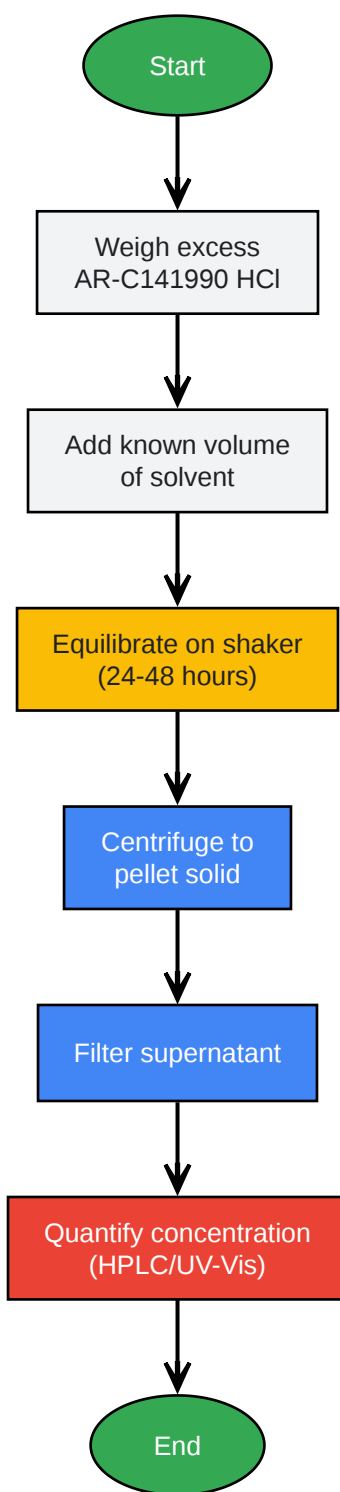 Start
Weigh excess
AR-C141990 HCl
Add known volume
of solvent
Equilibrate on shaker
(24-48 hours)
Centrifuge to
pellet solid
Filter supernatant
Quantify concentration
(HPLC/UV-Vis)
End